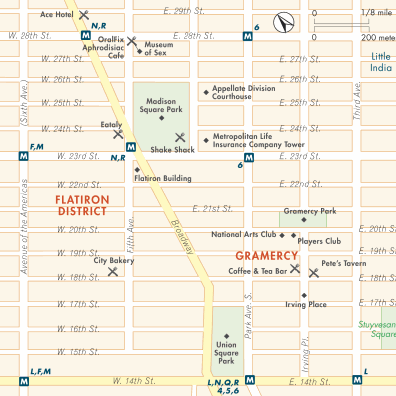 Ace Hotel
E. 29th St.
N,R
6
1/8 mile
0
0
200 mete
W. 28th St.
OralFix
Aphrodisiac
Cafe
E. 28th St.
Museum
of Sex
W. 27th St.
E. 27th St.
Little
India
W. 26th St.
E. 26th St.
Appellate Division
Courthouse
W. 25th St.
Madison
Square Park
E. 25th St.
(Sixth Ave.)
Third Ave.
W. 24th St.
Eataly
E. 24th St.
Metropolitan Life
Insurance Company Tower
Shake Shack
F,M
W. 23rd St.
N,R
6
E. 23rd St.
Flatiron Building
W. 22nd St.
E. 22nd St.
FLATIRON
DISTRICT
E. 21st St.
Gramercy Park
Avenue of the Americas
Fifth Ave.
Broadway
W. 20th St.
E. 20th St.
National Arts Club
Players Club
W. 19th St.
E. 19th St.
GRAMERCY
City Bakery
Pete's Tavern
W. 18th St.
Coffee & Tea Bar
E. 18th St.
W. 17th St.
Irving Place
E. 17th St.
Park Ave. S.
Irving Pl.
W. 16th St.
Stuyvesan
Square
Union
Square
Park
W. 15th St.
L,F,M
W. 14th St.
L,N,Q,R
4,5,6
E. 14th St.
L
M
M
M
M
M
M
M
M